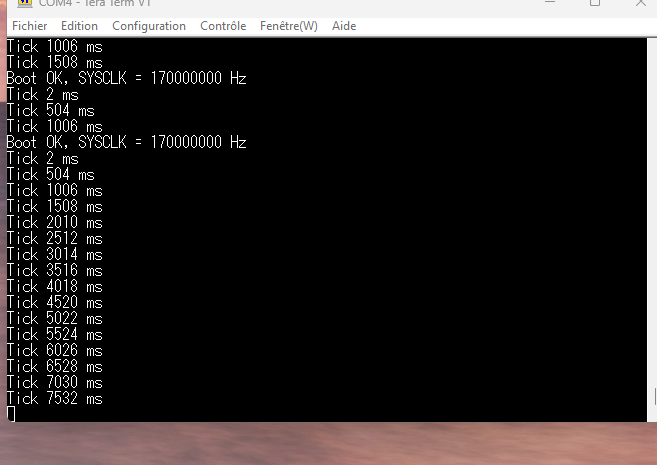 COM4 - Tera Term VT
Fichier Edition Configuration Contrôle Fenêtre(W) Aide
Tick 1006 ms
Tick 1508 ms
Boot OK, SYSCLK = 170000000 Hz
Tick 2 ms
Tick 504 ms
Tick 1006 ms
Boot OK, SYSCLK = 170000000 Hz
Tick 2 ms
Tick 504 ms
Tick 1006 ms
Tick 1508 ms
Tick 2010 ms
Tick 2512 ms
Tick 3014 ms
Tick 3516 ms
Tick 4018 ms
Tick 4520 ms
Tick 5022 ms
Tick 5524 ms
Tick 6026 ms
Tick 6528 ms
Tick 7030 ms
Tick 7532 ms